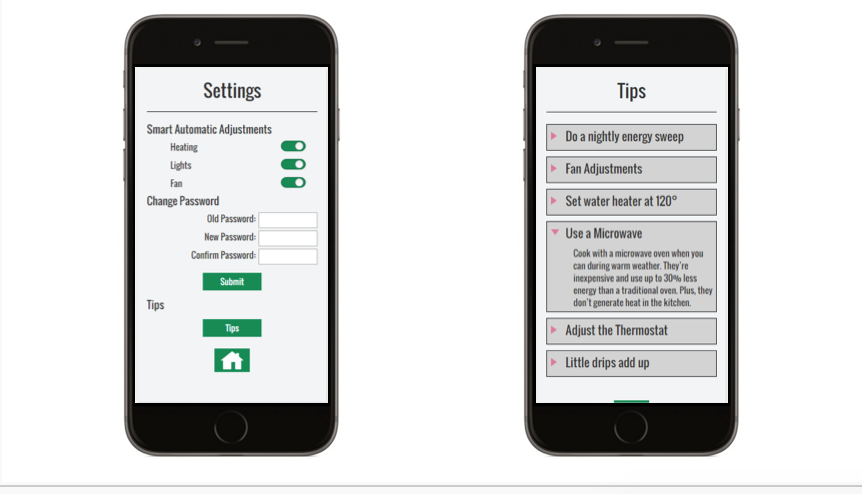 Settings
Smart Automatic Adjustments
Heating
Lights
Fan
Change Password
Old Password:
New Password:
Confirm Password:
Submit
Tips
Tips
Tips
Do a nightly energy sweep
Fan Adjustments
Set water heater at 120°
Use a Microwave
Cook with a microwave oven when you
can during warm weather. They're
inexpensive and use up to 30% less
energy than a traditional oven. Plus, they
don't generate heat in the kitchen.
Adjust the Thermostat
Little drips add up